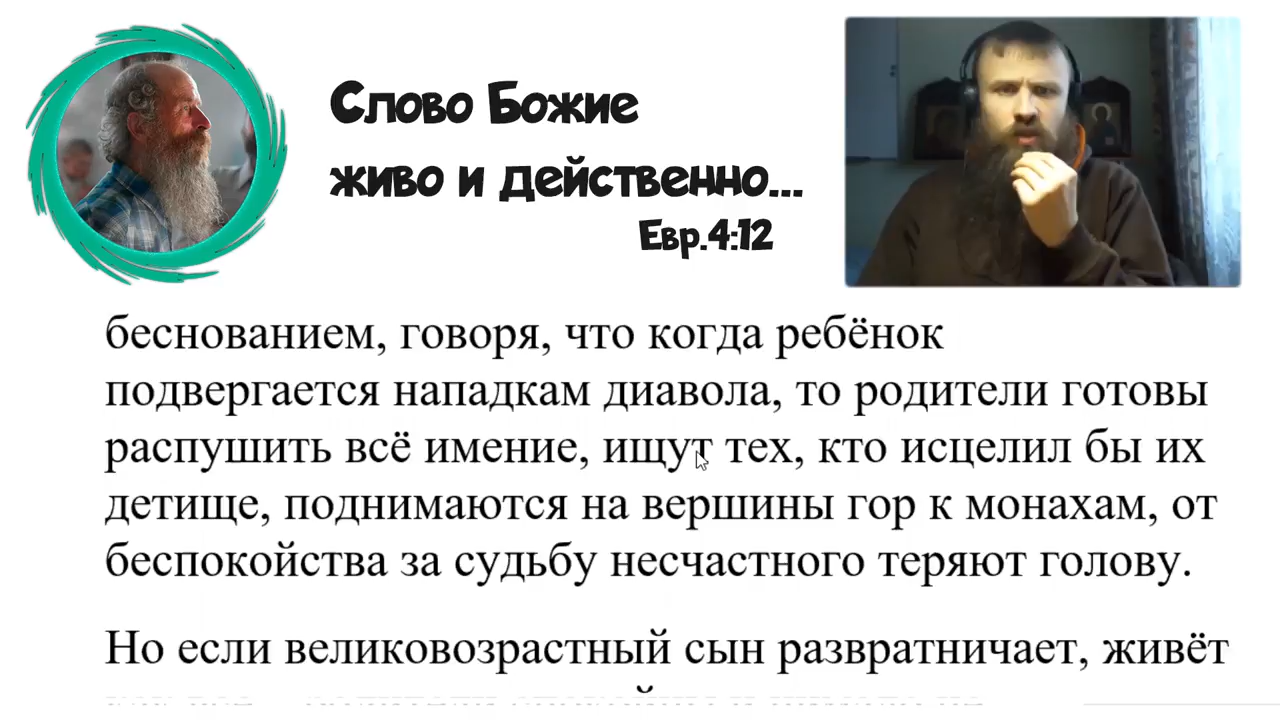 Слово Божие
живо и действенно...
Евр.4:12
беснованием, говоря, что когда ребёнок
подвергается нападкам диавола, то родители готовы
распушить всё имение, ищут тех, кто исцелил бы их
детище, поднимаются на вершины гор к монахам, от
беспокойства за судьбу несчастного теряют голову.
Но если великовозрастный сын развратничает, живёт